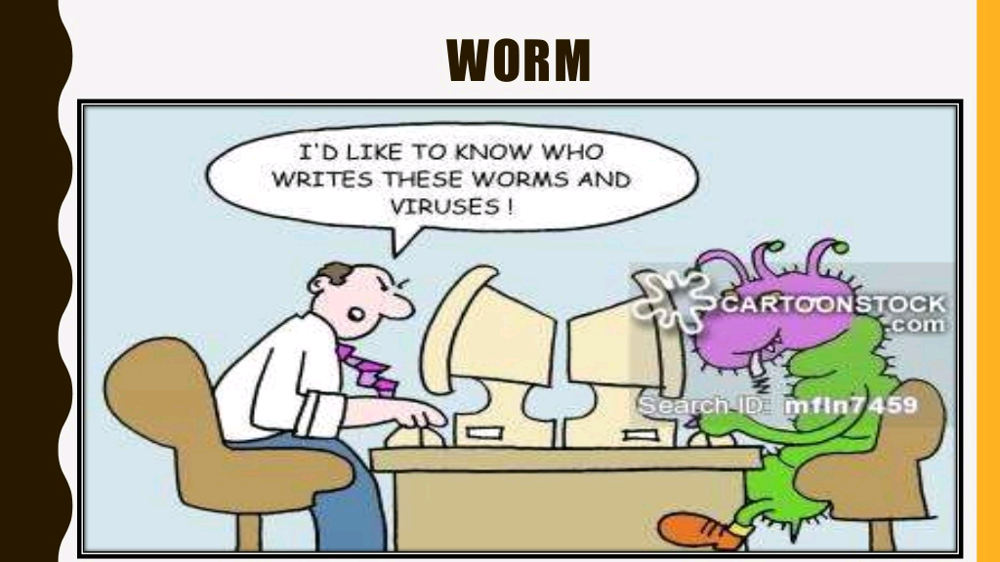 WORM
I'D LIKE TO KNOW WHO
WRITES THESE WORMS AND
VIRUSES !
CARTOONSTOCK
.com
Search ID: mfln7459